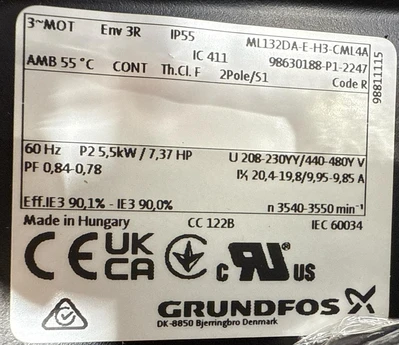 3~MOT Env 3R IP55 ML132DA-E-H3-CML4A
IC 411 98630188-P1-2247
AMB 55 °C CONT Th.Cl. F 2Pole/S1 Code R
98811115
60 Hz P2 5,5kW / 7,37 HP U 208-230YY/440-480Y V
PF 0,84-0,78 I¹⁄₁ 20,4-19,8/9,95-9,85 A
Eff.IE3 90,1% - IE3 90,0% n 3540-3550 min⁻¹
Made in Hungary CC 122B IEC 60034
CE UK CA c RU ® US
GRUNDFOS
DK-8850 Bjerringbro Denmark